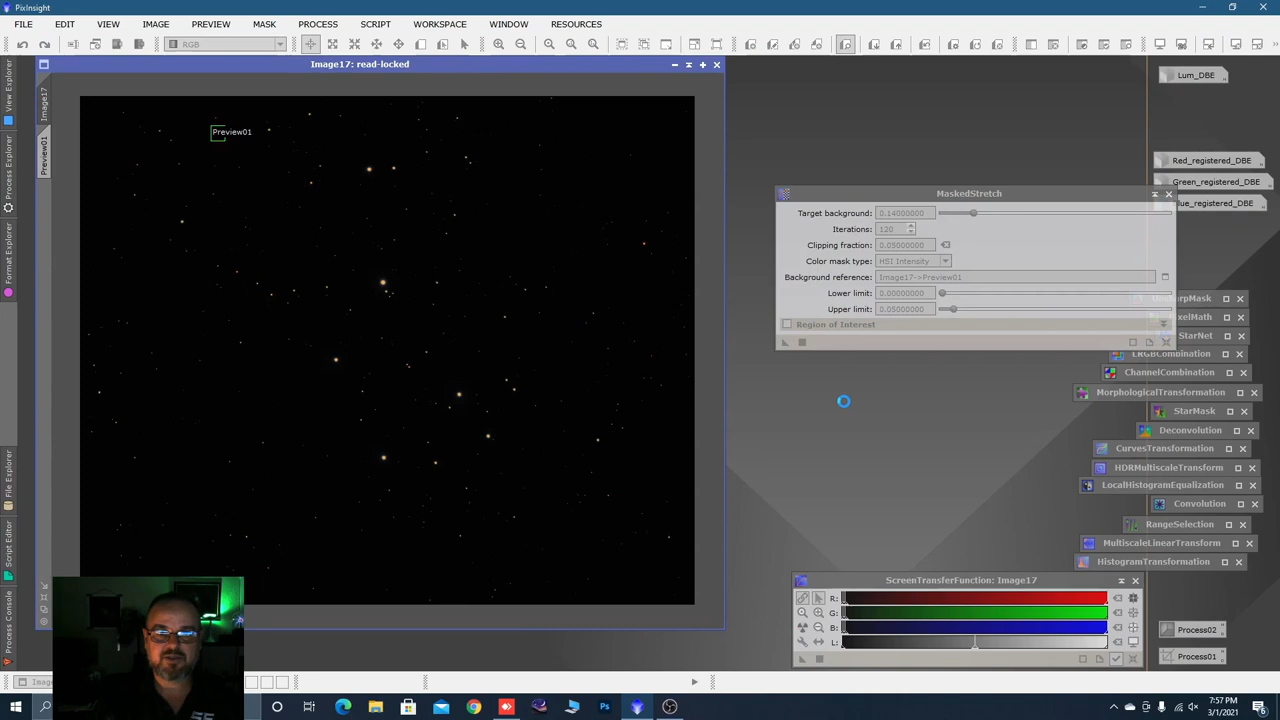 PixInsight
FILE EDIT VIEW IMAGE PREVIEW MASK PROCESS SCRIPT WORKSPACE WINDOW RESOURCES
RGB
View Explorer
Process Explorer
Format Explorer
File Explorer
Script Editor
Process Console
Image17: read-locked
Image17
Preview01
Preview01
Lum_DBE
Red_registered_DBE
Green_registered_DBE
lue_registered_DBE
MaskedStretch
Target background: 0.14000000
Iterations: 120
Clipping fraction: 0.05000000
Color mask type: HSI Intensity
Background reference: Image17->Preview01
Lower limit: 0.00000000
Upper limit: 0.05000000
Region of Interest
StarNet
LRGBCombination
ChannelCombination
MorphologicalTransformation
StarMask
Deconvolution
CurvesTransformation
HDRMultiscaleTransform
LocalHistogramEqualization
Convolution
RangeSelection
MultiscaleLinearTransform
HistogramTransformation
ScreenTransferFunction: Image17
R:
G:
B:
L:
Process02
Process01
Imag
7:57 PM
3/1/2021
6